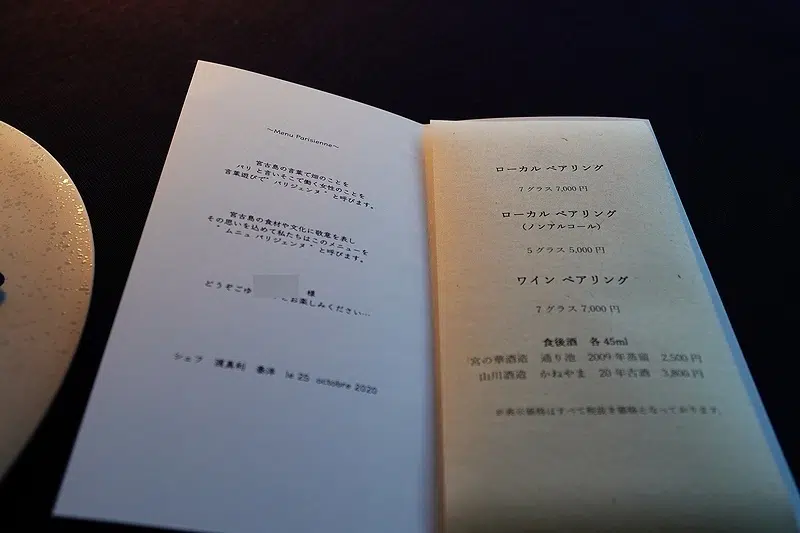 ～Menu Parisienne～
宮古島の言葉で畑のことを
パリ と言いそこで働く女性のことを
言葉遊びで"パリジェンヌ"と呼びます。
宮古島の食材や文化に敬意を表し
その思いを込めて私たちはこのメニューを
"ムニュ パリジェンヌ"と呼びます。
様
どうぞごゆ お楽しみください…
シェフ 渡真利 泰洋 le 25 octobre 2020
ローカル ペアリング
7 グラス 7,000 円
ローカル ペアリング
（ノンアルコール）
5 グラス 5,000 円
ワイン ペアリング
7 グラス 7,000 円
食後酒 各 45ml
宮の華酒造 通り池 2009 年蒸留 2,500 円
山川酒造 かねやま 20 年古酒 3,800 円
※表示価格はすべて税抜き価格となっております。